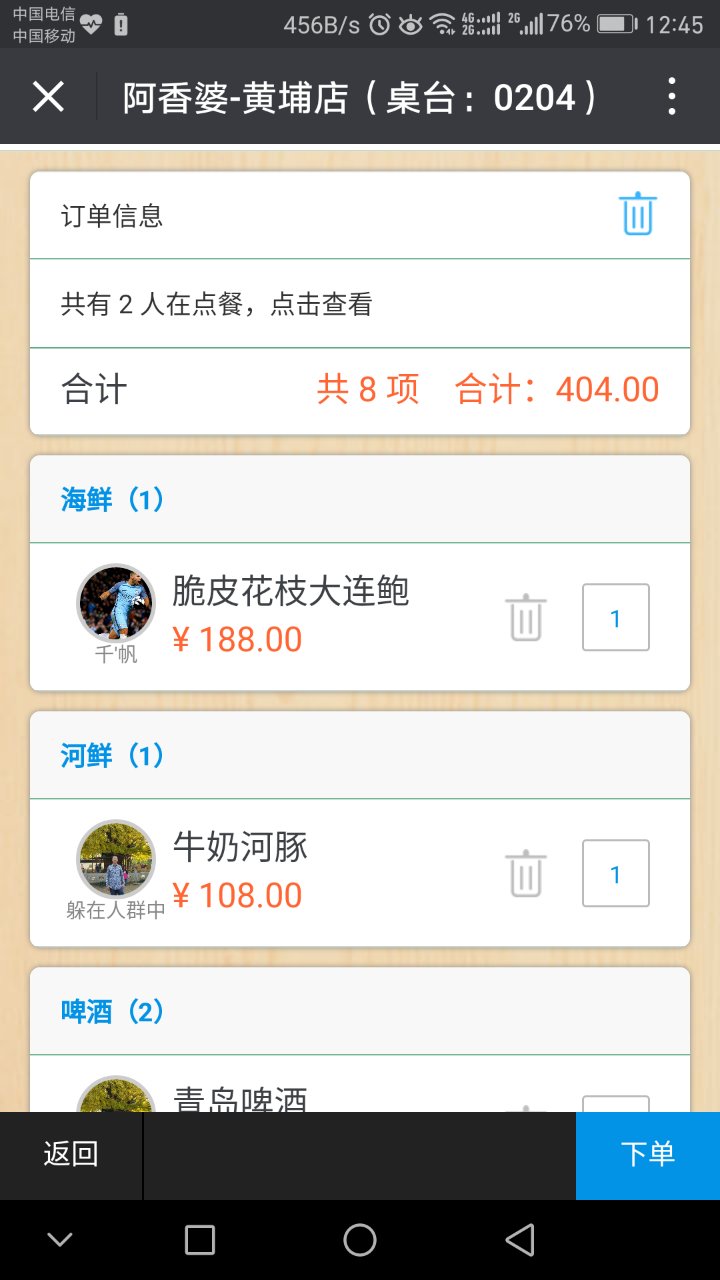 中国电信
中国移动
456B/s 4G 2G 2G 76% 12:45
阿香婆-黄埔店（桌台：0204）
订单信息
共有 2 人在点餐，点击查看
合计 共 8 项 合计：404.00
海鲜（1）
脆皮花枝大连鲍
¥ 188.00
千'帆
1
河鲜（1）
牛奶河豚
¥ 108.00
躲在人群中
1
啤酒（2）
青岛啤酒
返回 下单